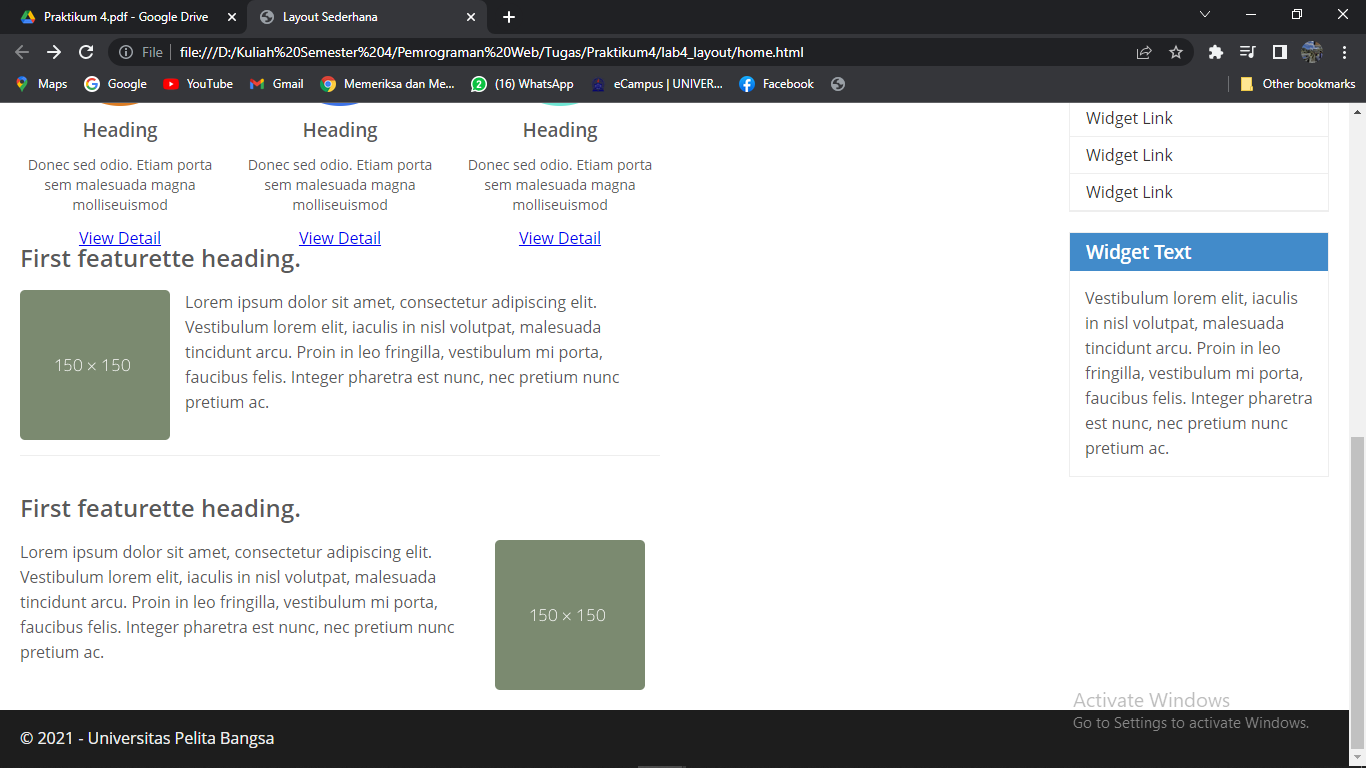 Praktikum 4.pdf - Google Drive
Layout Sederhana
File
file:///D:/Kuliah%20Semester%204/Pemrograman%20Web/Tugas/Praktikum4/lab4_layout/home.html
Maps
Google
YouTube
Gmail
Memeriksa dan Me...
(16) WhatsApp
eCampus | UNIVER...
Facebook
Other bookmarks
Heading
Donec sed odio. Etiam porta
sem malesuada magna
molliseuismod
View Detail
Heading
Donec sed odio. Etiam porta
sem malesuada magna
molliseuismod
View Detail
Heading
Donec sed odio. Etiam porta
sem malesuada magna
molliseuismod
View Detail
First featurette heading.
150 × 150
Lorem ipsum dolor sit amet, consectetur adipiscing elit.
Vestibulum lorem elit, iaculis in nisl volutpat, malesuada
tincidunt arcu. Proin in leo fringilla, vestibulum mi porta,
faucibus felis. Integer pharetra est nunc, nec pretium nunc
pretium ac.
First featurette heading.
Lorem ipsum dolor sit amet, consectetur adipiscing elit.
Vestibulum lorem elit, iaculis in nisl volutpat, malesuada
tincidunt arcu. Proin in leo fringilla, vestibulum mi porta,
faucibus felis. Integer pharetra est nunc, nec pretium nunc
pretium ac.
150 × 150
Widget Link
Widget Link
Widget Link
Widget Text
Vestibulum lorem elit, iaculis
in nisl volutpat, malesuada
tincidunt arcu. Proin in leo
fringilla, vestibulum mi porta,
faucibus felis. Integer pharetra
est nunc, nec pretium nunc
pretium ac.
Activate Windows
Go to Settings to activate Windows.
© 2021 - Universitas Pelita Bangsa